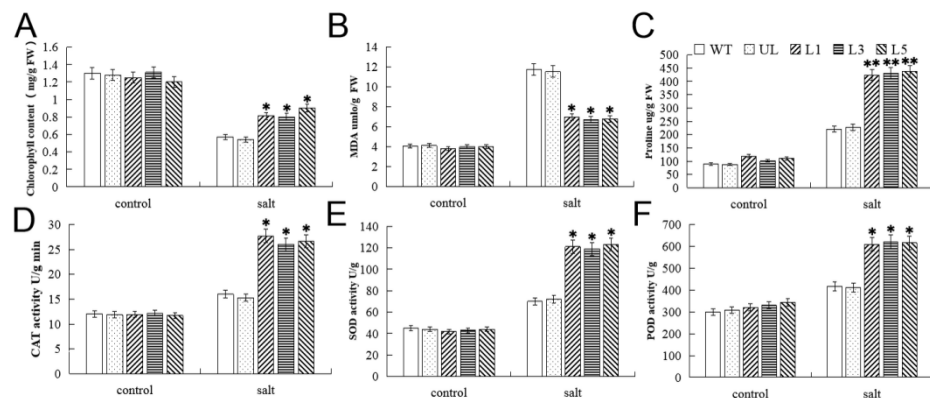 A
Chlorophyll content ( mg/g FW )
1.6
1.4
1.2
1
0.8
0.6
0.4
0.2
0
* * *
control salt
B
MDA umlo/g FW
14
12
10
8
6
4
2
0
* * *
control salt
C
WT UL L1 L3 L5
Proline ug/g FW
500
450
400
350
300
250
200
150
100
50
0
** ** **
control salt
D
CAT activity U/g min
30
25
20
15
10
5
0
* * *
control salt
E
SOD activity U/g
140
120
100
80
60
40
20
0
* * *
control salt
F
POD activity U/g
700
600
500
400
300
200
100
0
* * *
control salt